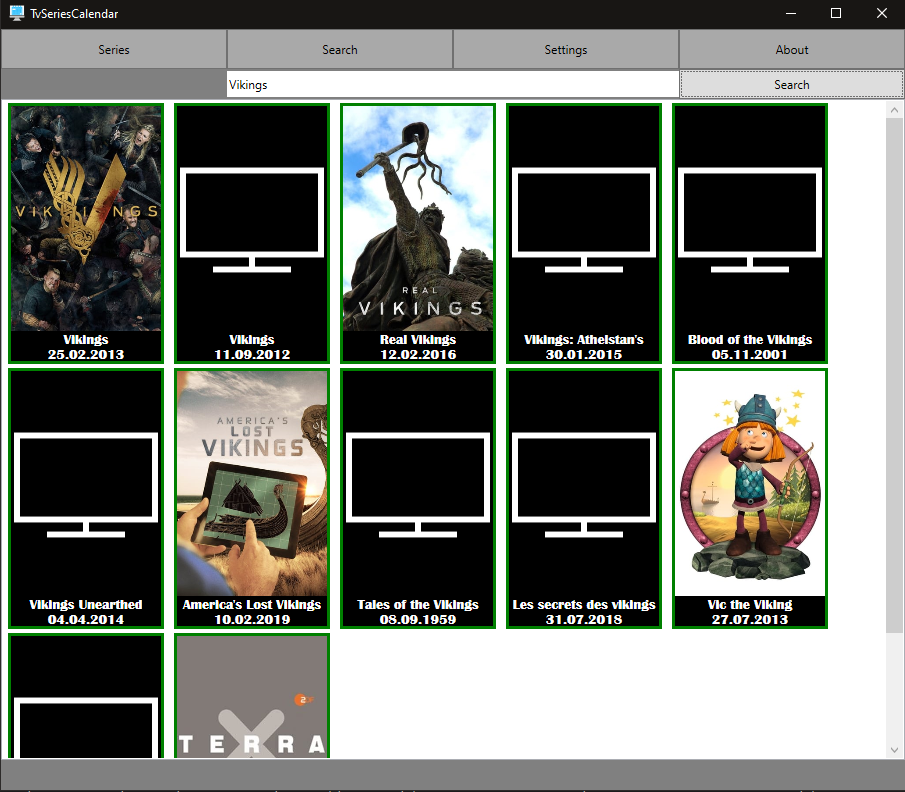 TvSeriesCalendar
Series
Search
Settings
About
Vikings
Search
VIKINGS
Vikings
25.02.2013
Vikings
11.09.2012
REAL
VIKINGS
Real Vikings
12.02.2016
Vikings: Athelstan's
30.01.2015
Blood of the Vikings
05.11.2001
Vikings Unearthed
04.04.2014
AMERICA'S
LOST
VIKINGS
America's Lost Vikings
10.02.2019
Tales of the Vikings
08.09.1959
Les secrets des vikings
31.07.2018
Vic the Viking
27.07.2013
2
TERRA
X